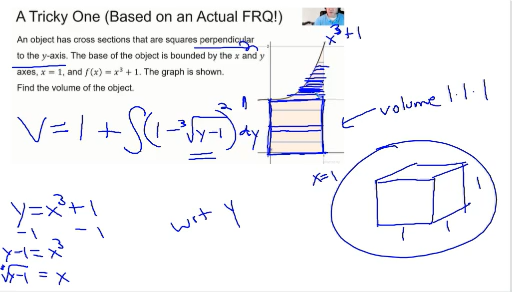 A Tricky One (Based on an Actual FRQ!)
An object has cross sections that are squares perpendicular
to the y-axis. The base of the object is bounded by the x and y
axes, x = 1, and f(x) = x³ + 1. The graph is shown.
Find the volume of the object.
x³+1
V = 1 + ∫(1-∛y-1)² dy
1
volume 1·1·1
x=1
1
1
1
y=x³+1
-1 -1
y-1=x³
∛y-1 = x
wrt y